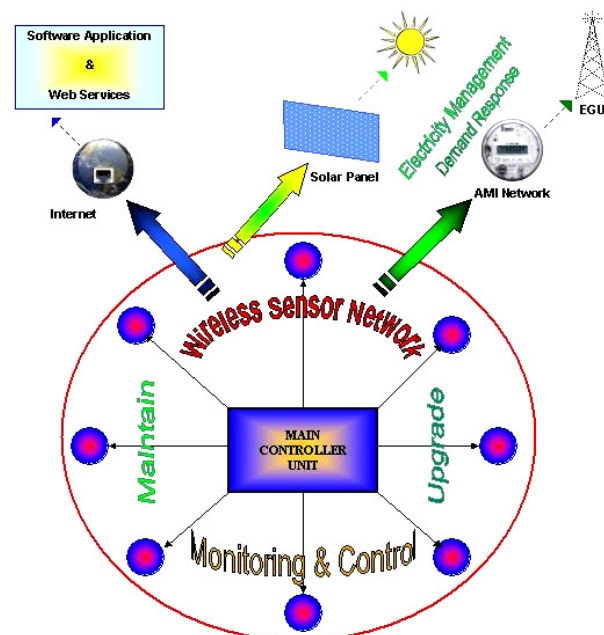 Software Application
&
Web Services
Internet
Solar Panel
Electricity Management
Demand Response
EGU
AMI Network
Wireless Sensor Network
Maintain
MAIN
CONTROLLER
UNIT
Upgrade
Monitoring & Control